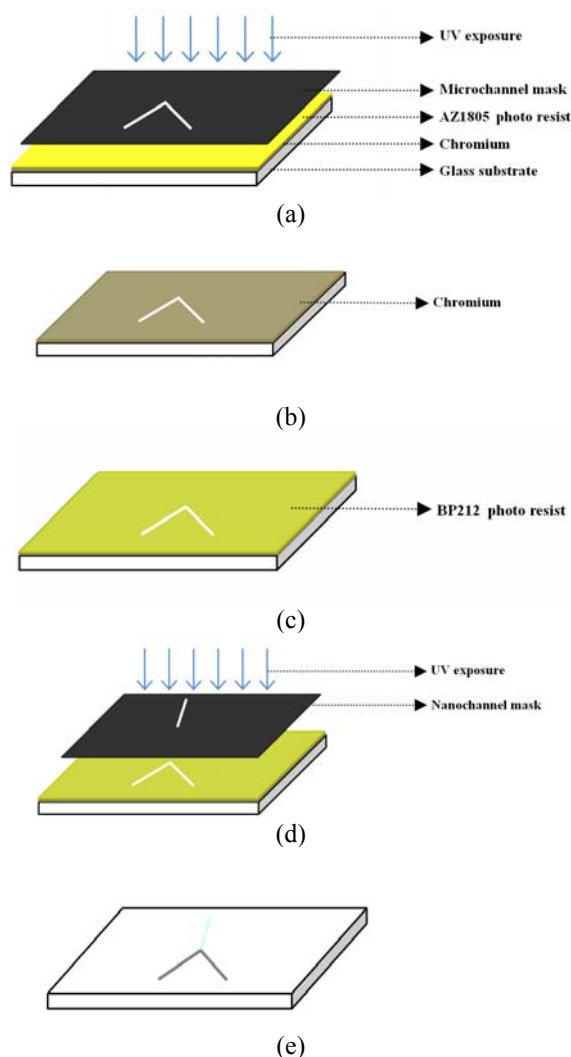 UV exposure
Microchannel mask
AZ1805 photo resist
Chromium
Glass substrate
(a)
Chromium
(b)
BP212 photo resist
(c)
UV exposure
Nanochannel mask
(d)
(e)